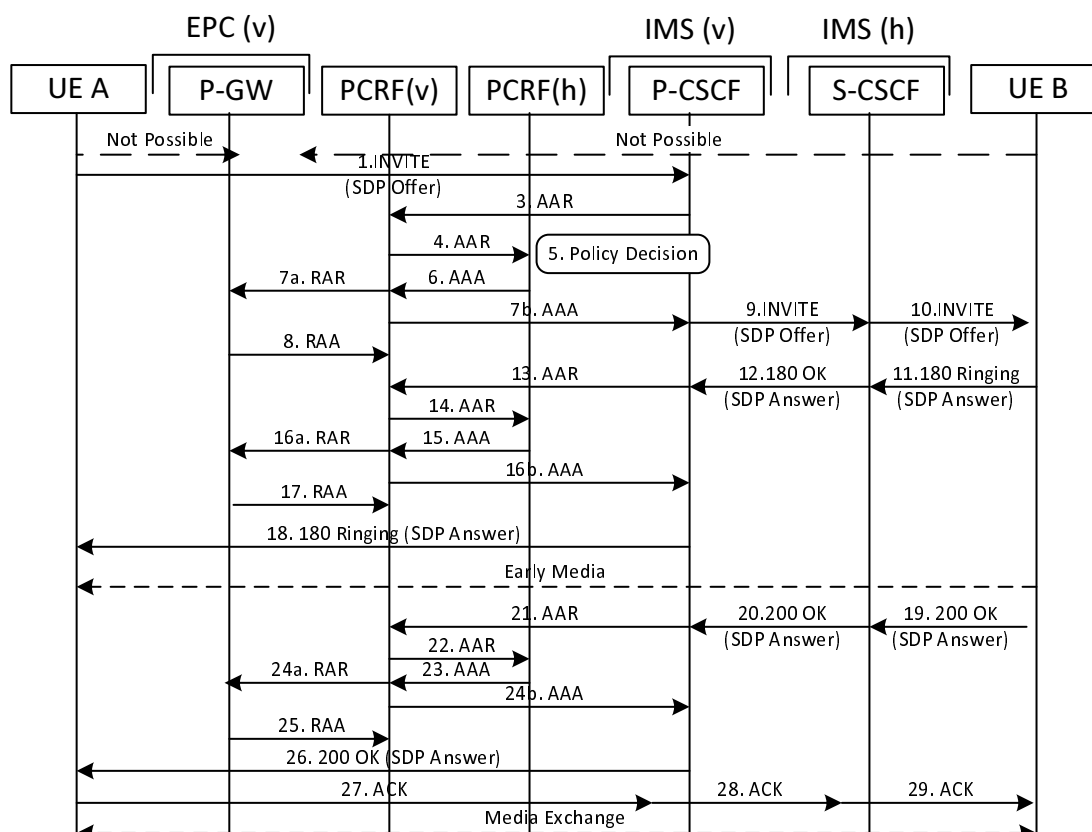 EPC (v)
IMS (v)
IMS (h)
UE A
P-GW
PCRF(v)
PCRF(h)
P-CSCF
S-CSCF
UE B
Not Possible
Not Possible
1.INVITE
(SDP Offer)
3. AAR
4. AAR
5. Policy Decision
7a. RAR
6. AAA
7b. AAA
9.INVITE
(SDP Offer)
10.INVITE
(SDP Offer)
8. RAA
13. AAR
12.180 OK
(SDP Answer)
11.180 Ringing
(SDP Answer)
14. AAR
16a. RAR
15. AAA
16b. AAA
17. RAA
18. 180 Ringing (SDP Answer)
Early Media
21. AAR
20.200 OK
(SDP Answer)
19. 200 OK
(SDP Answer)
22. AAR
24a. RAR
23. AAA
24b. AAA
25. RAA
26. 200 OK (SDP Answer)
27. ACK
28. ACK
29. ACK
Media Exchange